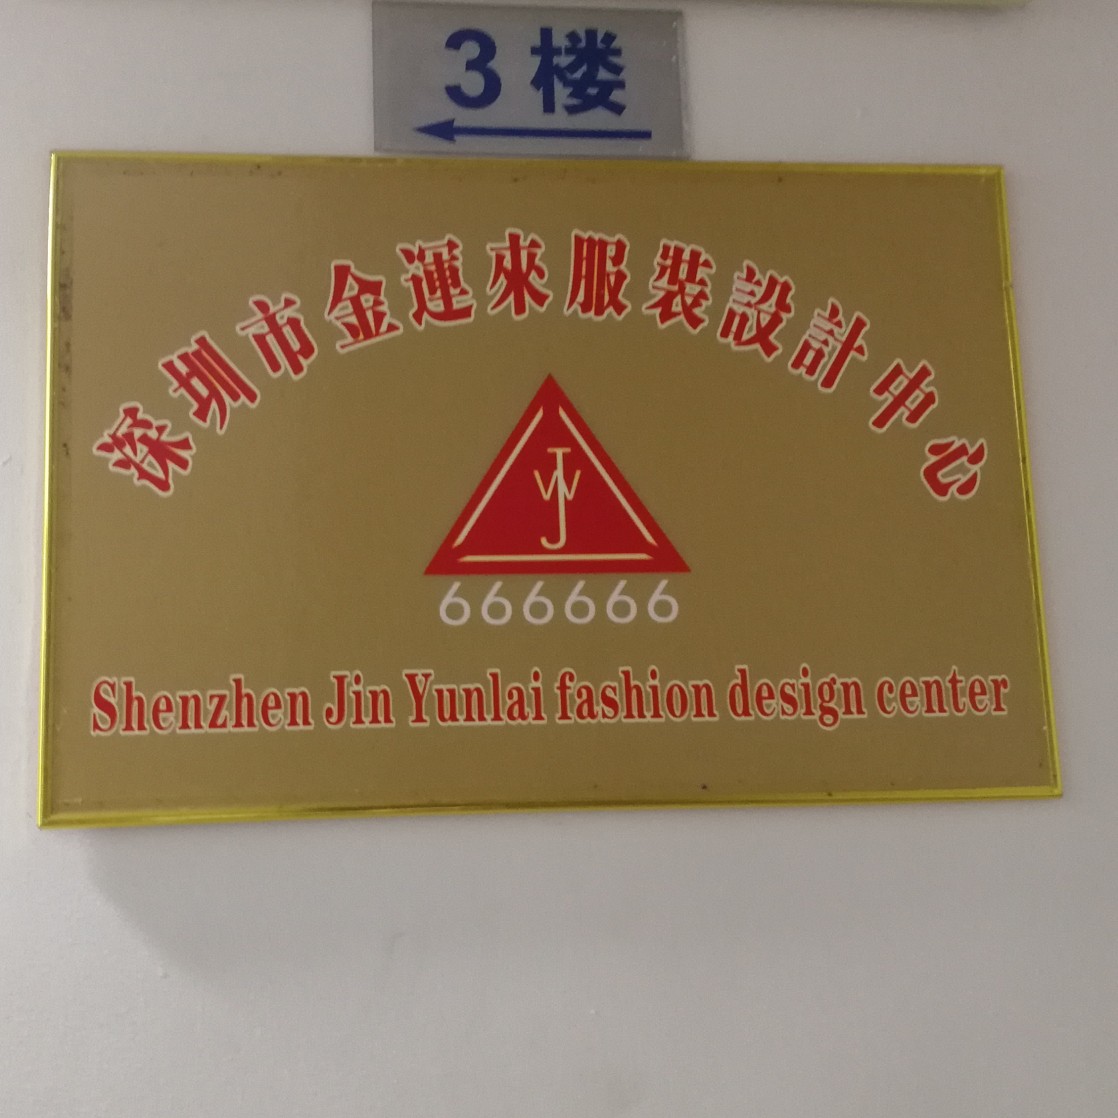 3楼
深圳市金運來服裝設計中心
JW
666666
Shenzhen Jin Yunlai fashion design center